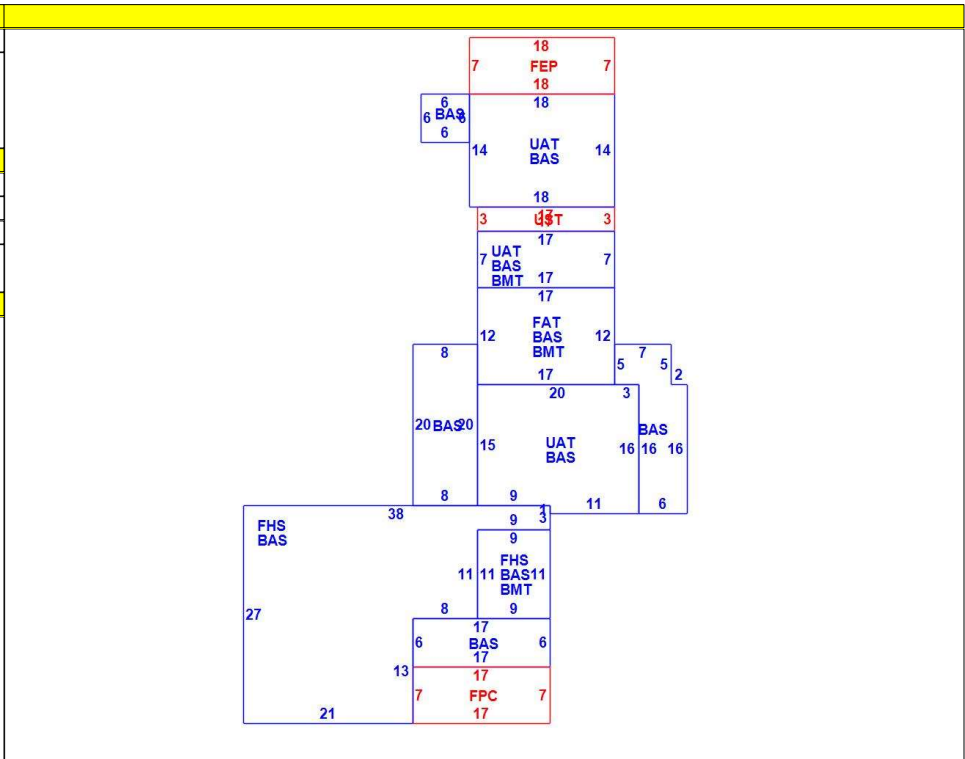 18
7 FEP 7
18
6 18
6 BAS 6
6
14 UAT 14
BAS
18
3 UST 3
17
7 UAT 7
BAS
BMT 17
17
12 FAT 12
BAS
BMT
17
8 7
5 5
2
20 3
20 BAS 20
15 UAT
BAS
16 16 16
BAS
8 9 11 6
1
38
9 3
FHS
BAS
9
11 11 FHS 11
BAS
BMT
27
8 9
17
6 BAS 6
17
13
17
7 FPC 7
17
21